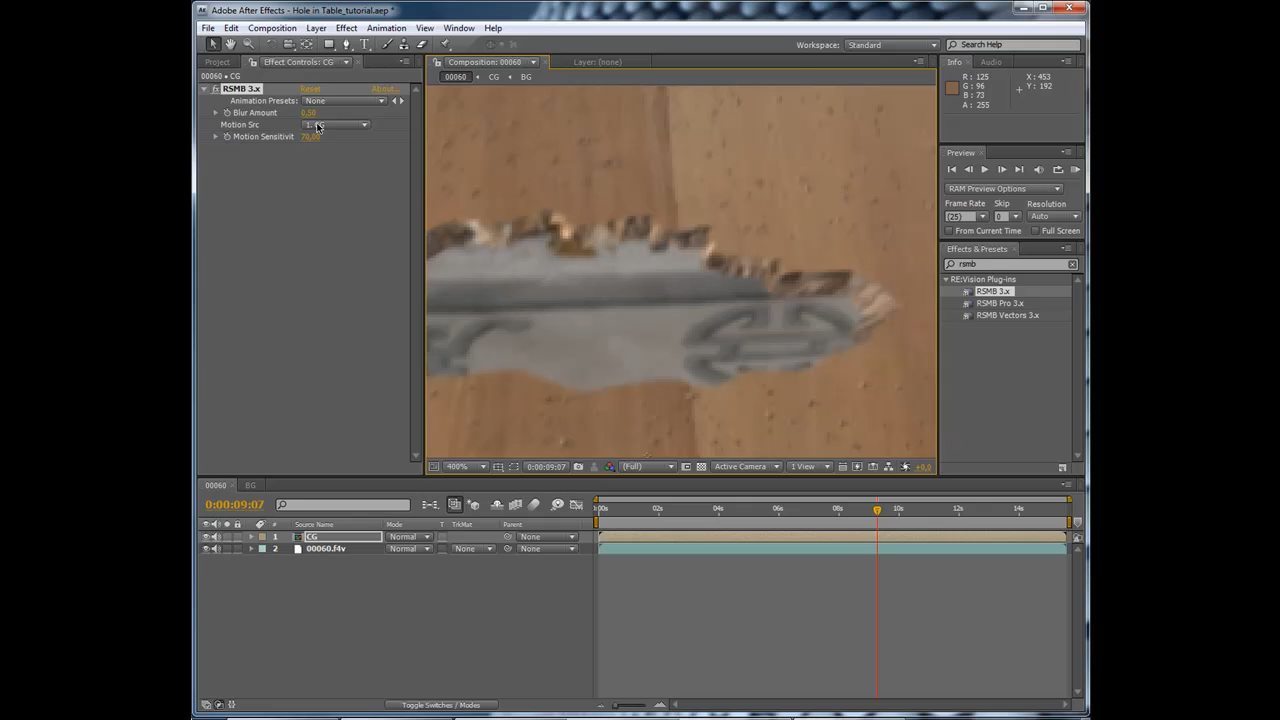 Adobe After Effects - Hole in Table_tutorial.aep *
File Edit Composition Layer Effect Animation View Window Help
Workspace: Standard Search Help
Project Effect Controls: CG Composition: 00060 Layer: (none) Info Audio
00060 • CG 00060 CG BG
RSMB 3.x Reset About...
Animation Presets: None
Blur Amount 0,50
Motion Src
Motion Sensitivit 70,00
R: 125
G: 96
B: 73
A: 255
X: 453
Y: 192
Preview
RAM Preview Options
Frame Rate Skip Resolution
(25) 0 Auto
From Current Time Full Screen
Effects & Presets
rsmb
RE:Vision Plug-ins
RSMB 3.x
RSMB Pro 3.x
RSMB Vectors 3.x
400% 0:00:09:07 (Full) Active Camera 1 View +0,0
00060 BG
0:00:09:07
:00s 02s 04s 06s 08s 10s 12s 14s
# Source Name Mode T TrkMat Parent
1 CG Normal None
2 00060.f4v Normal None None
Toggle Switches / Modes